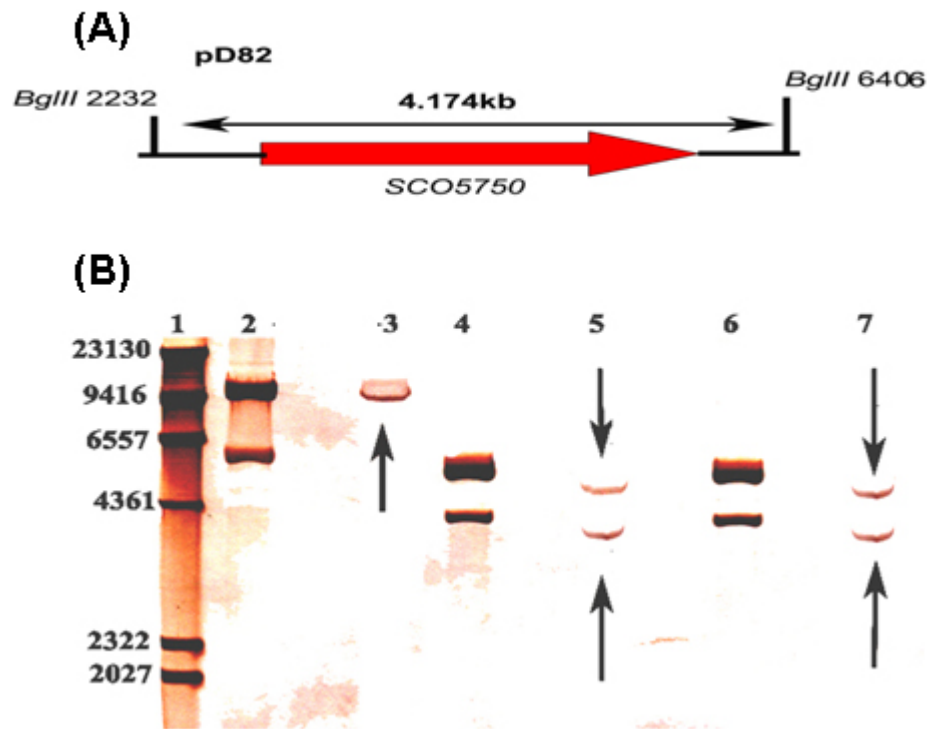 (A)
pD82
BglII 2232
BglII 6406
4.174kb
SCO5750
(B)
1 2 3 4 5 6 7
23130
9416
6557
4361
2322
2027